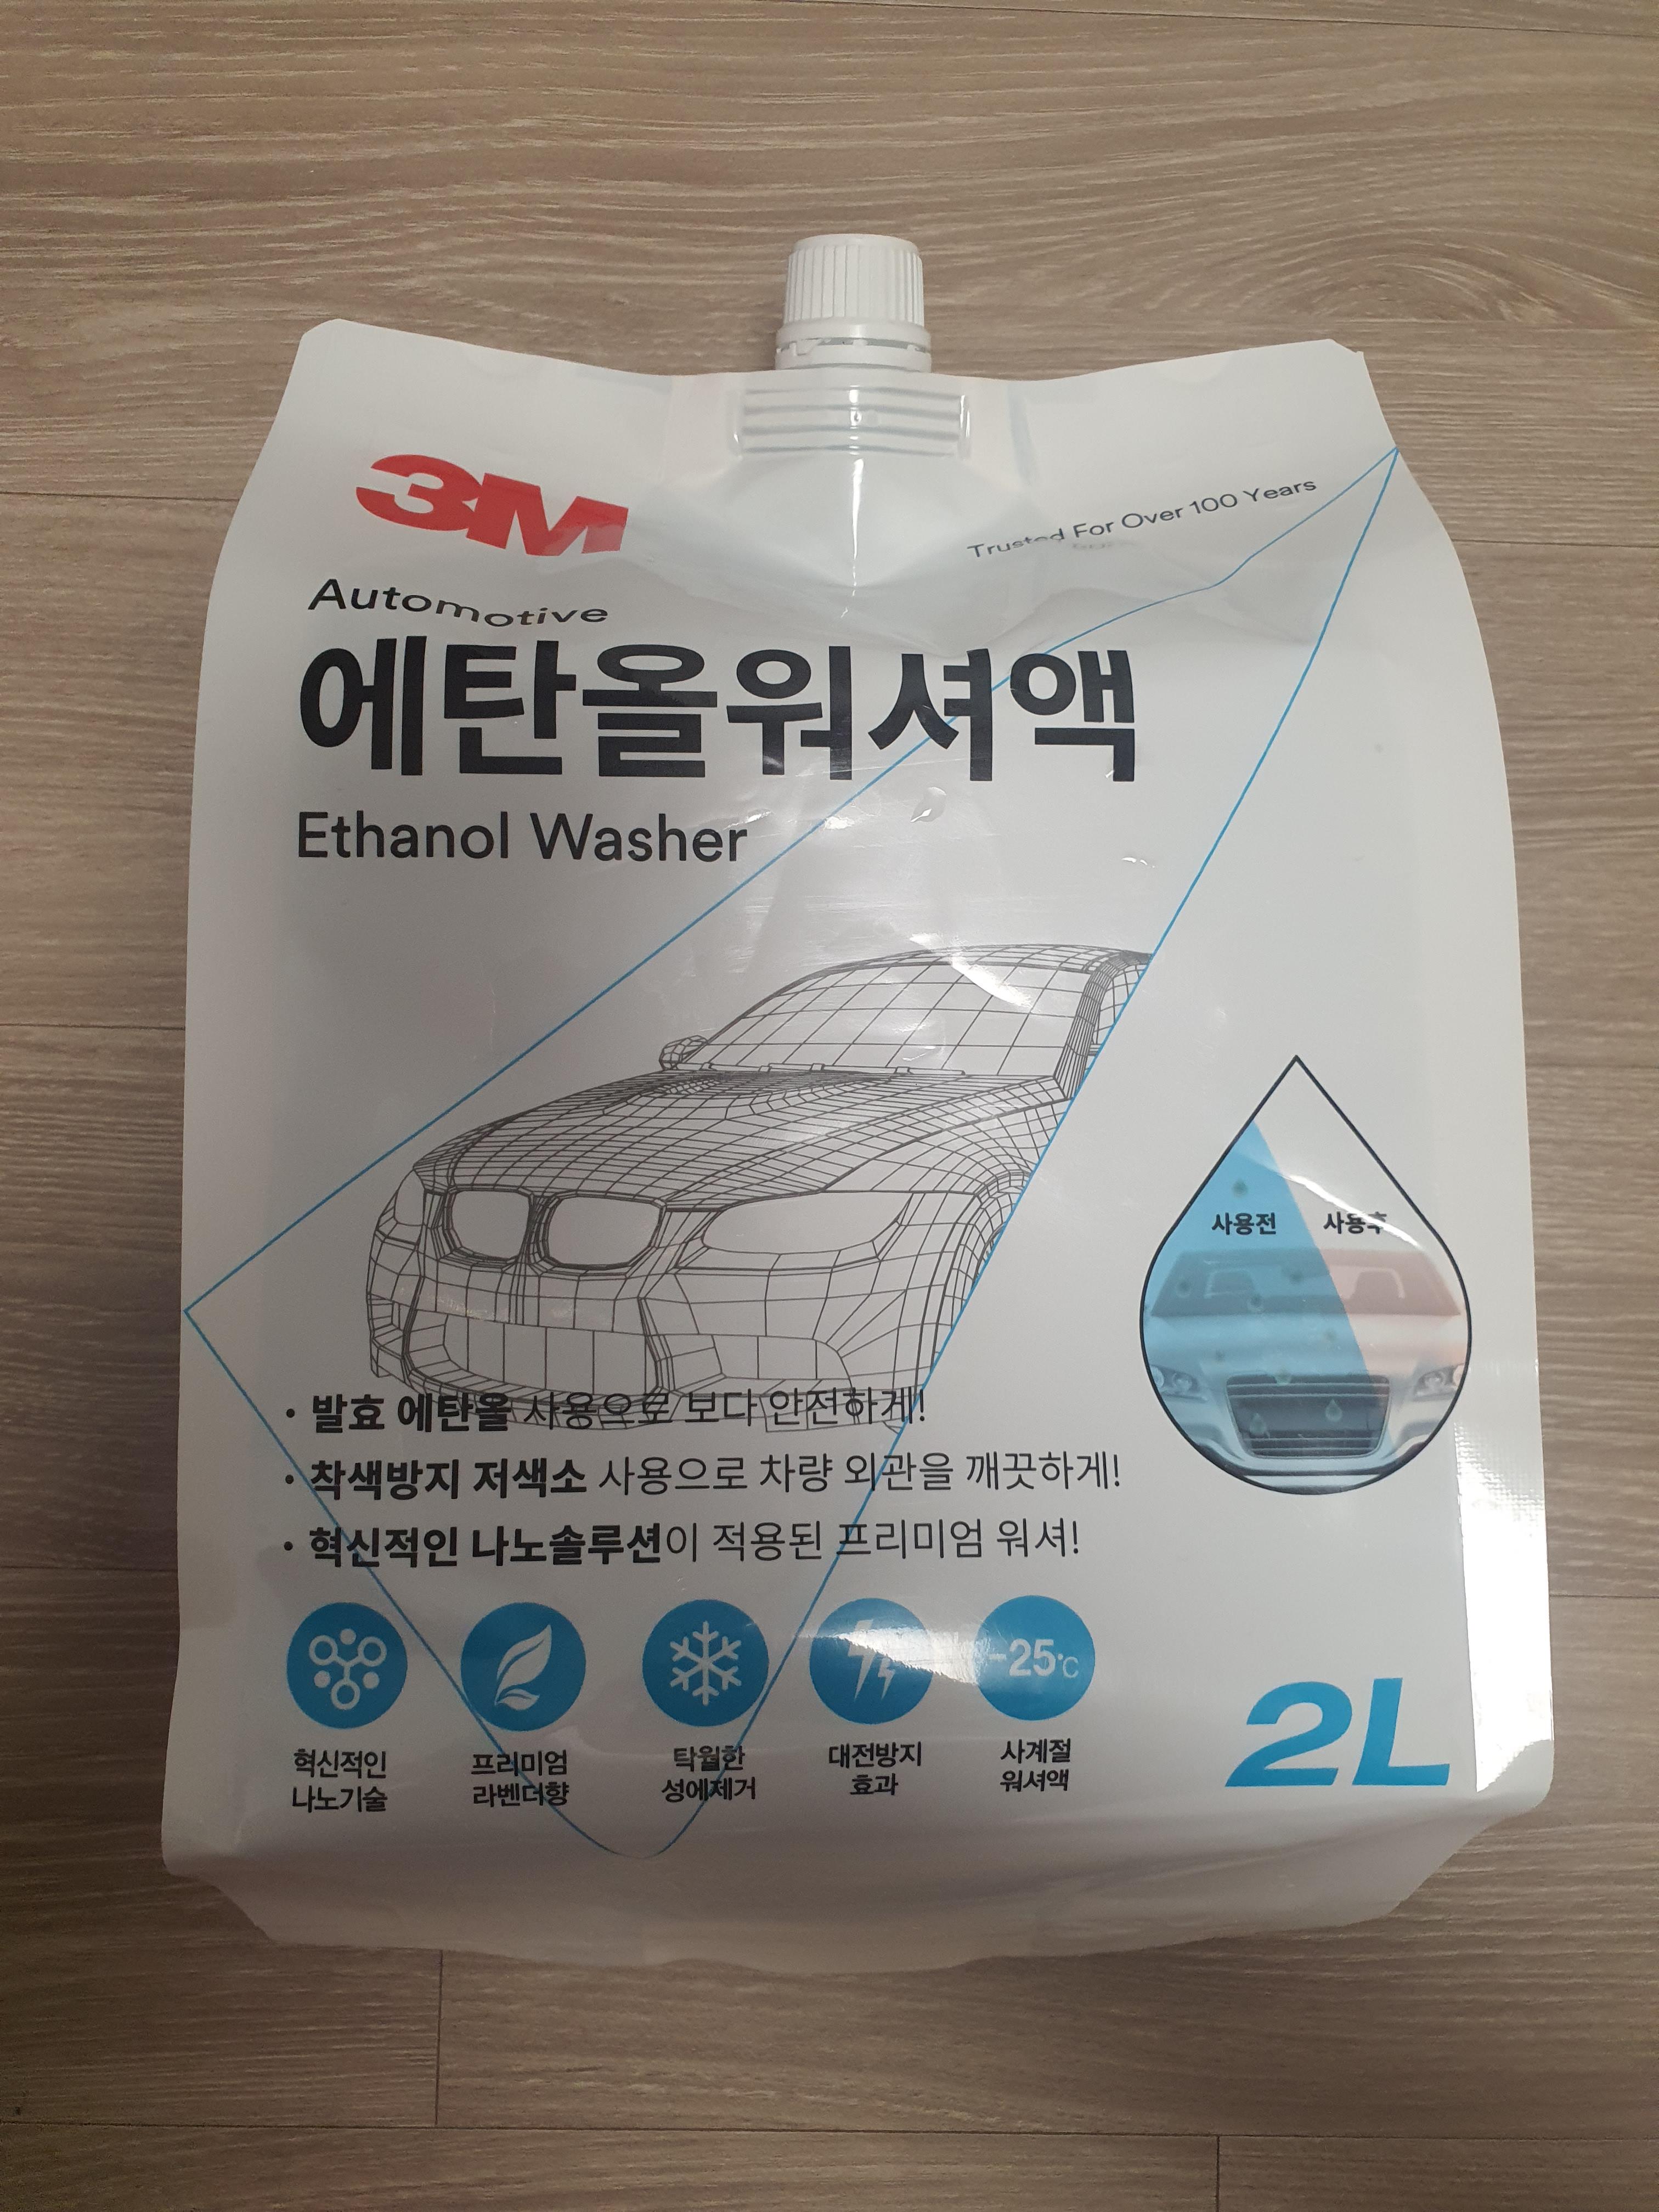 3M
Trusted For Over 100 Years
Automotive
에탄올워셔액
Ethanol Washer
사용전 사용후
• 발효 에탄올 사용으로 보다 안전하게!
• 착색방지 저색소 사용으로 차량 외관을 깨끗하게!
• 혁신적인 나노솔루션이 적용된 프리미엄 워셔!
-25°C
혁신적인
나노기술
프리미엄
라벤더향
탁월한
성에제거
대전방지
효과
사계절
워셔액
2L